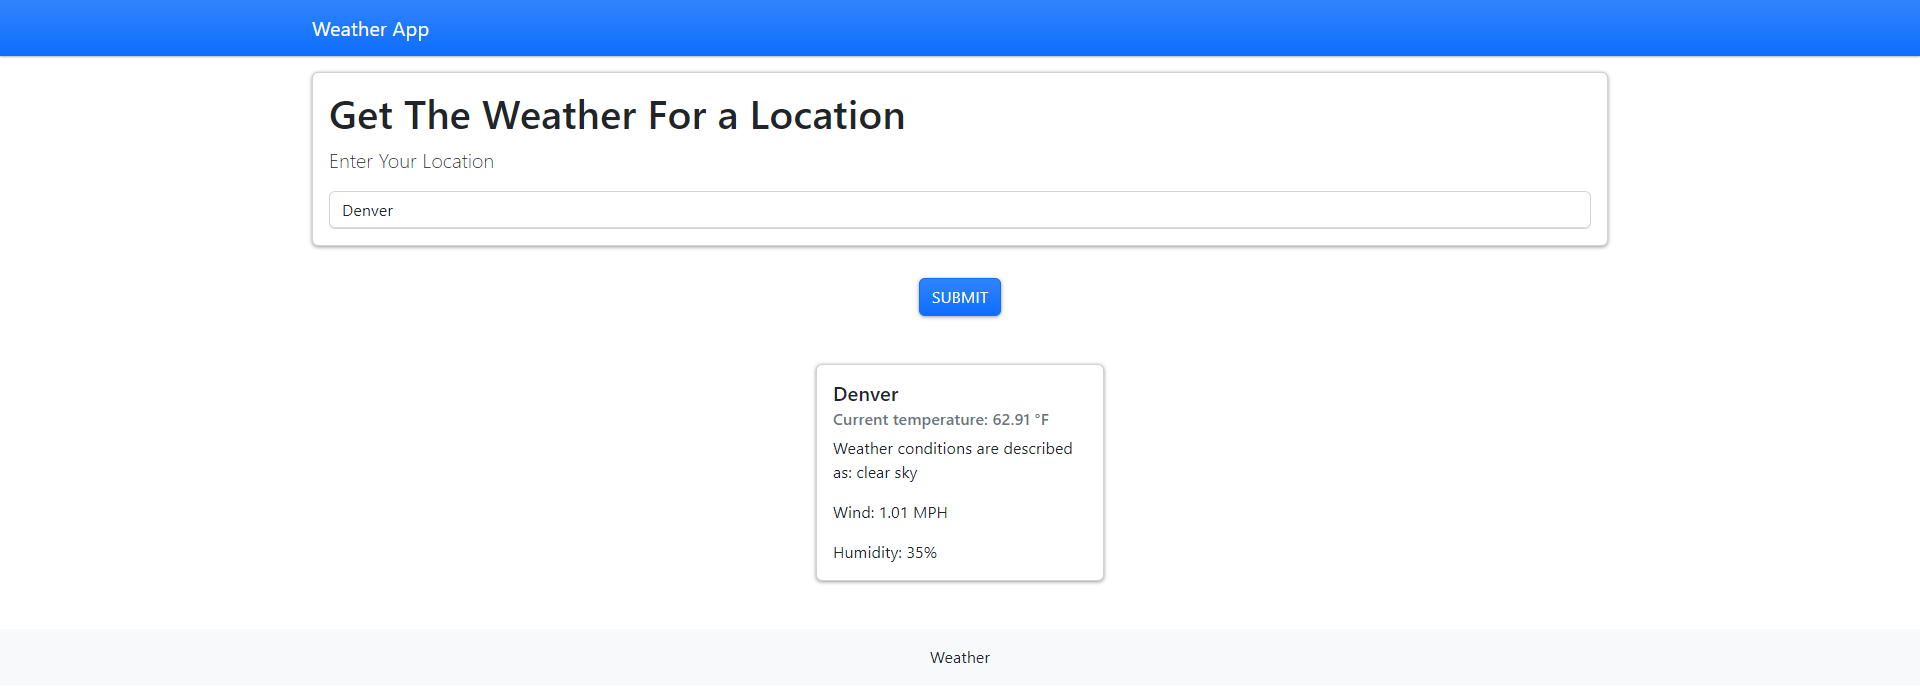 Weather App
Get The Weather For a Location
Enter Your Location
Denver
SUBMIT
Denver
Current temperature: 62.91 °F
Weather conditions are described
as: clear sky
Wind: 1.01 MPH
Humidity: 35%
Weather